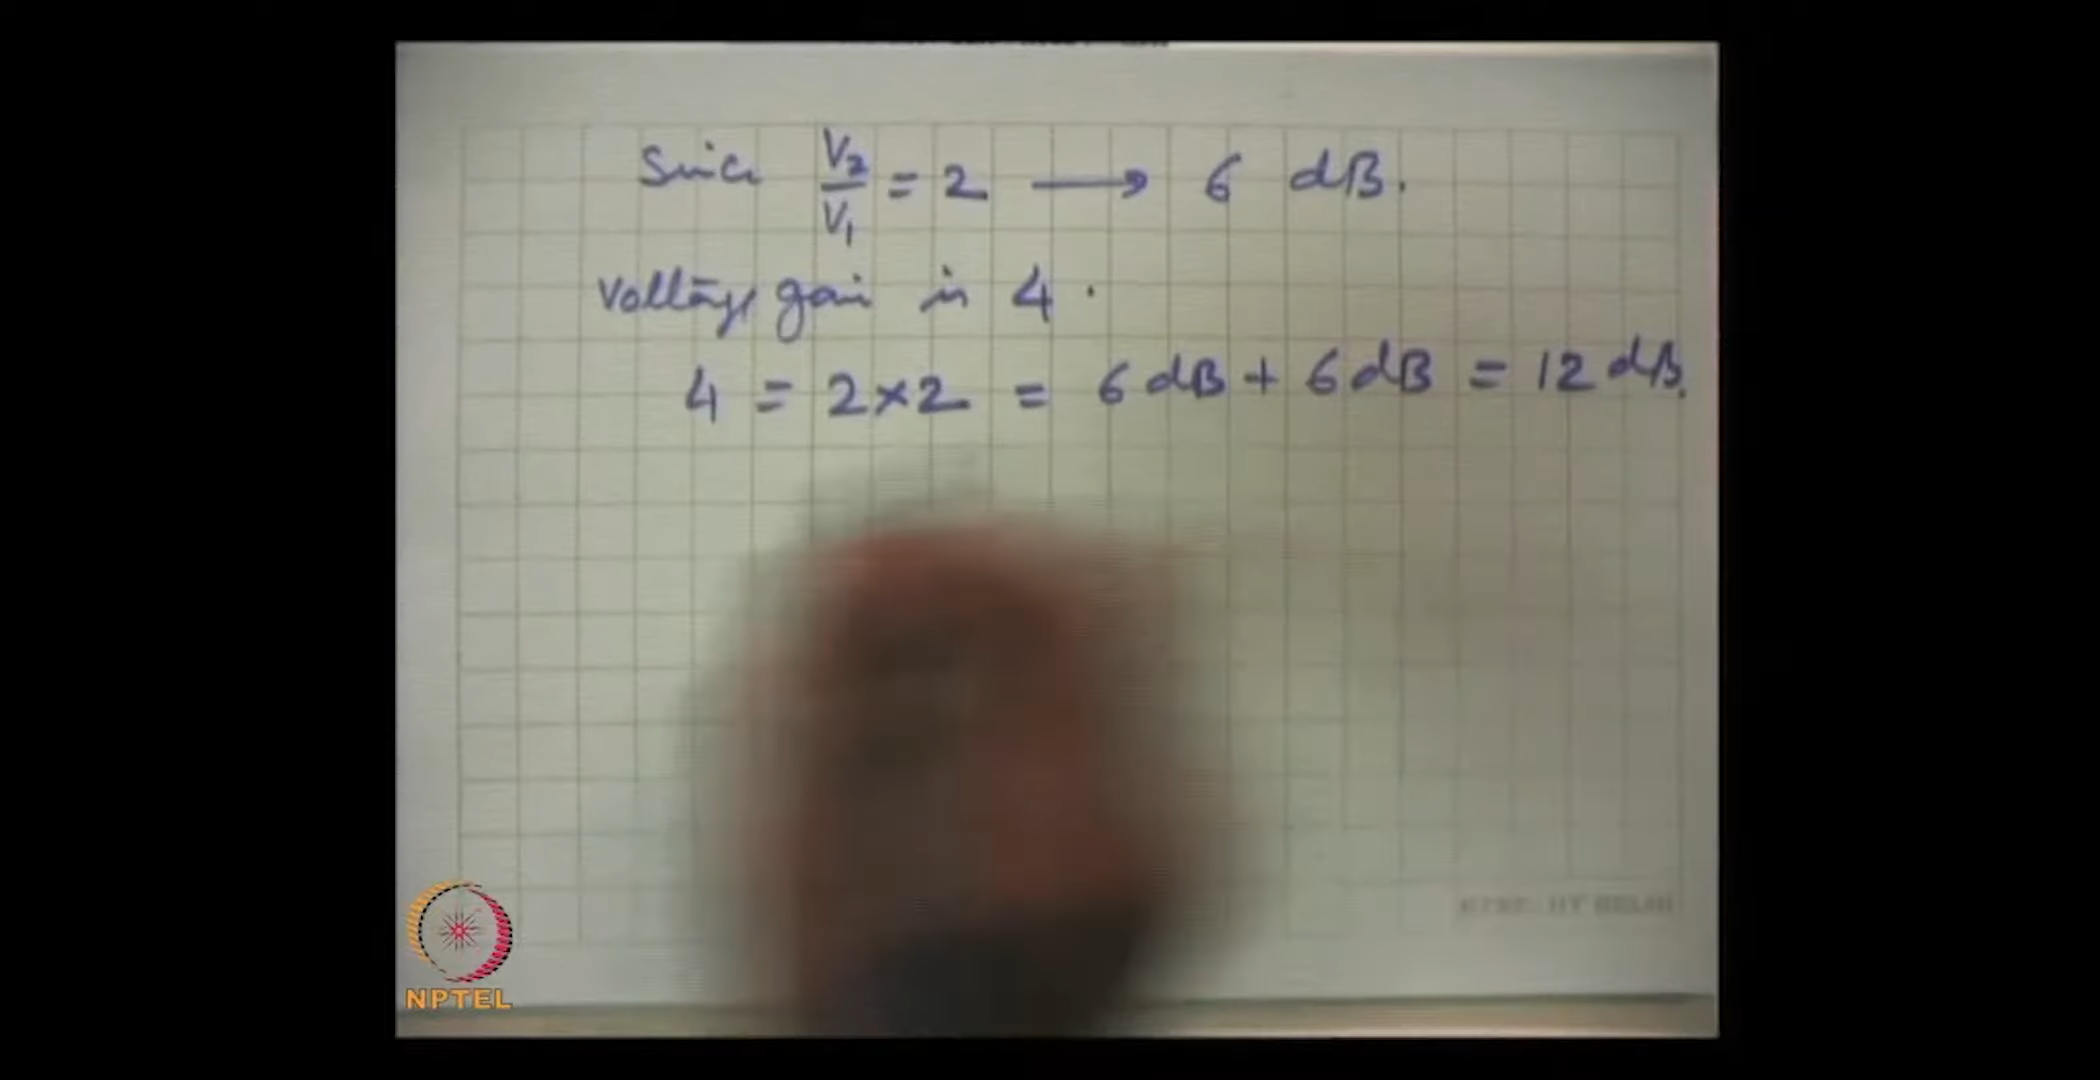 Since V2/V1 = 2 → 6 dB.
Voltage gain is 4.
4 = 2×2 = 6 dB + 6 dB = 12 dB.
NPTEL